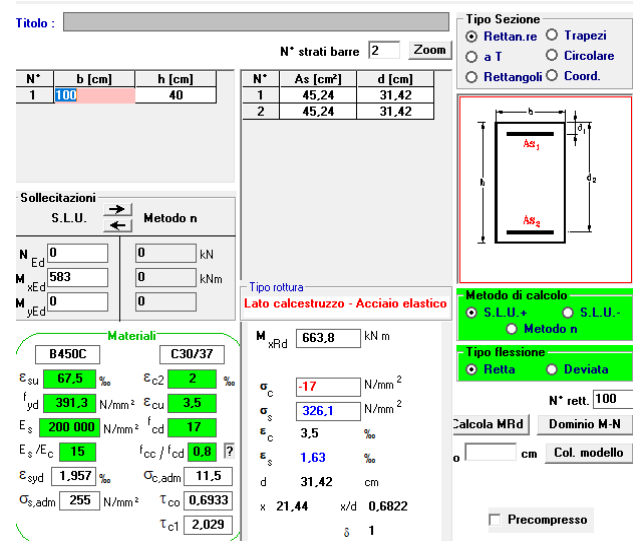 Titolo :
N° strati barre 2 Zoom
N° b [cm] h [cm]
1 100 40
N° As [cm²] d [cm]
1 45,24 31,42
2 45,24 31,42
Tipo Sezione
Rettan.re Trapezi
a T Circolare
Rettangoli Coord.
b
d1
As1
h
d2
As2
Sollecitazioni
S.L.U. Metodo n
N Ed 0 0 kN
M xEd 583 0 kNm
M yEd 0 0
Materiali
B450C C30/37
εsu 67,5 ‰ εc2 2 ‰
fyd 391,3 N/mm² εcu 3,5
Es 200 000 N/mm² fcd 17
Es/Ec 15 fcc / fcd 0,8 ?
εsyd 1,957 ‰ σc,adm 11,5
σs,adm 255 N/mm² τco 0,6933
τc1 2,029
Tipo rottura
Lato calcestruzzo - Acciaio elastico
M xRd 663,8 kN m
σc -17 N/mm²
σs 326,1 N/mm²
εc 3,5 ‰
εs 1,63 ‰
d 31,42 cm
x 21,44 x/d 0,6822
δ 1
Metodo di calcolo
S.L.U.+ S.L.U.-
Metodo n
Tipo flessione
Retta Deviata
N° rett. 100
Calcola MRd Dominio M-N
o cm Col. modello
Precompresso